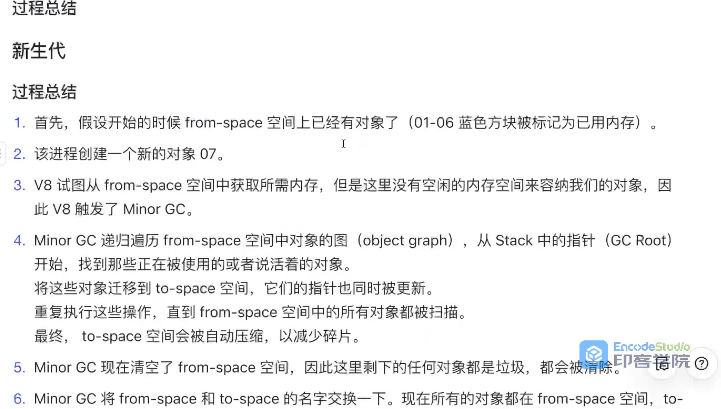 过程总结
新生代
过程总结
1. 首先，假设开始的时候 from-space 空间上已经有对象了（01-06 蓝色方块被标记为已用内存）。
2. 该进程创建一个新的对象 07。
3. V8 试图从 from-space 空间中获取所需内存，但是这里没有空闲的内存空间来容纳我们的对象，因
此 V8 触发了 Minor GC。
4. Minor GC 递归遍历 from-space 空间中对象的图（object graph），从 Stack 中的指针（GC Root）
开始，找到那些正在被使用的或者说活着的对象。
将这些对象迁移到 to-space 空间，它们的指针也同时被更新。
重复执行这些操作，直到 from-space 空间中的所有对象都被扫描。
最终， to-space 空间会被自动压缩，以减少碎片。
EncodeStudio
印客学院
5. Minor GC 现在清空了 from-space 空间，因此这里剩下的任何对象都是垃圾，都会被清除。
6. Minor GC 将 from-space 和 to-space 的名字交换一下。现在所有的对象都在 from-space 空间，to-